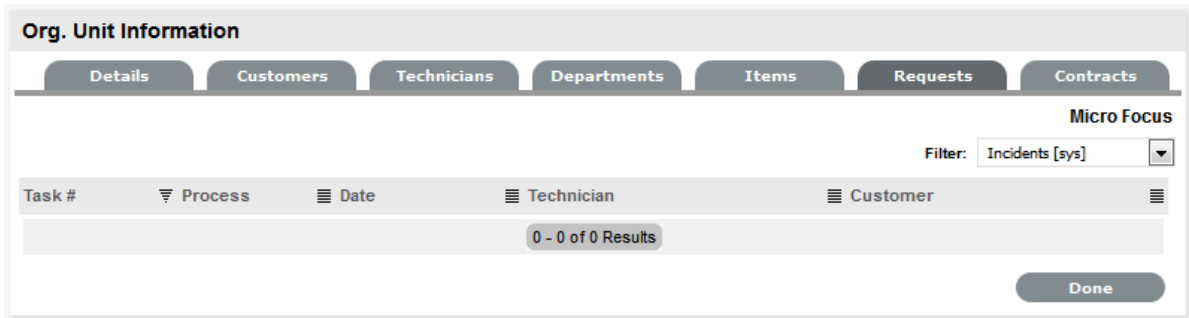 Org. Unit Information
Details Customers Technicians Departments Items Requests Contracts
Micro Focus
Filter: Incidents [sys]
Task # Process Date Technician Customer
0 - 0 of 0 Results
Done